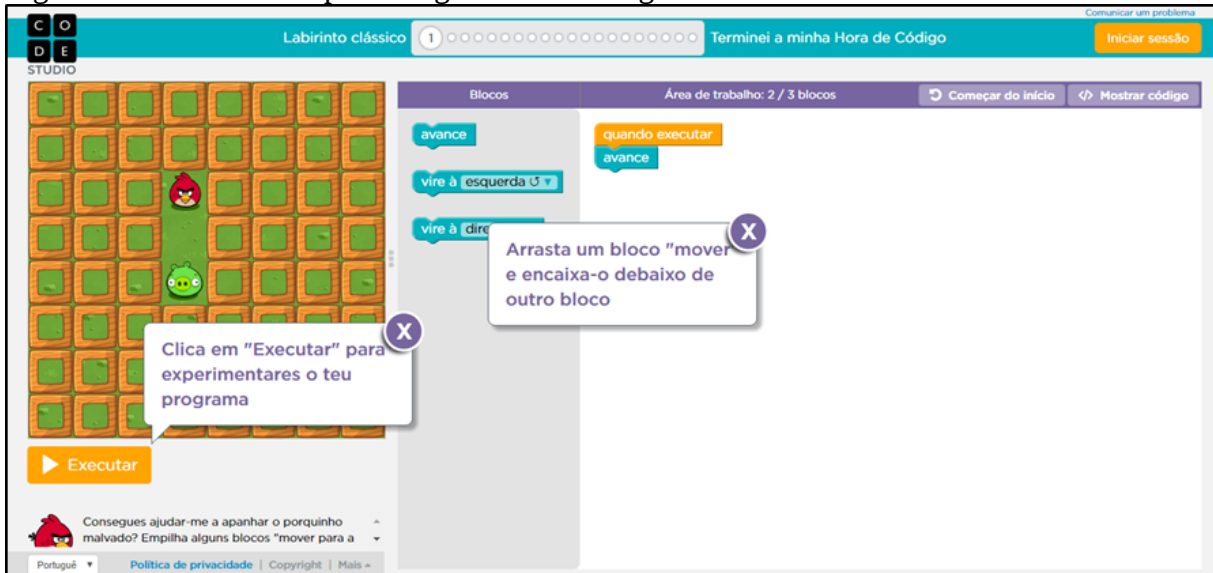 Comunicar um problema
C O
D E
STUDIO
Labirinto clássico
1
Terminei a minha Hora de Código
Iniciar sessão
Blocos
Área de trabalho: 2 / 3 blocos
Começar do início
</> Mostrar código
avance
vire à esquerda ↺ ▼
vire à
quando executar
avance
Arrasta um bloco "mover"
e encaixa-o debaixo de
outro bloco
X
Clica em "Executar" para
experimentares o teu
programa
X
Executar
Consegues ajudar-me a apanhar o porquinho
malvado? Empilha alguns blocos "mover para a
Portuguê ▼
Política de privacidade | Copyright | Mais